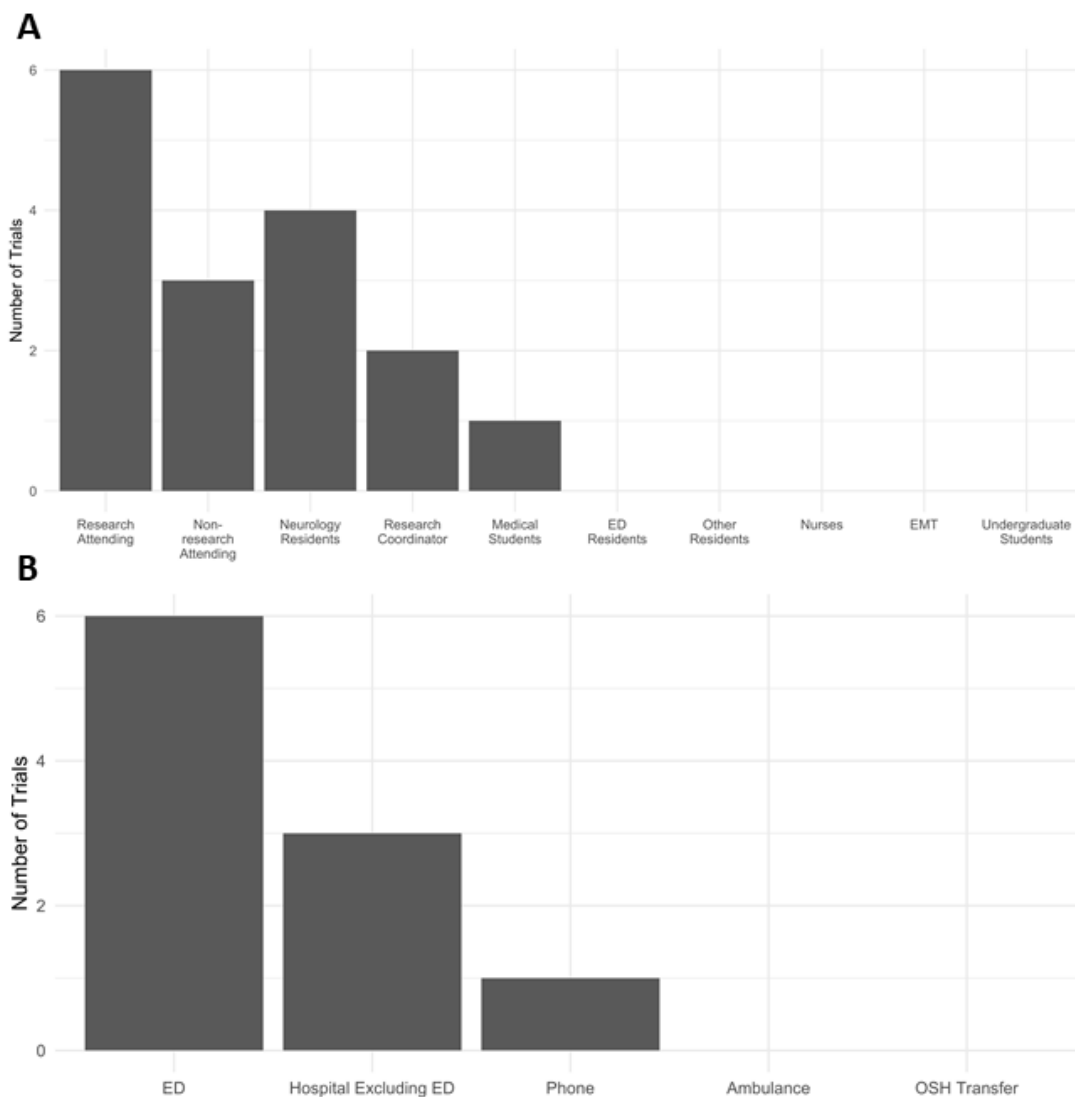 A
6
4
2
0
Number of Trials
Research
Attending
Non-
research
Attending
Neurology
Residents
Research
Coordinator
Medical
Students
ED
Residents
Other
Residents
Nurses
EMT
Undergraduate
Students
B
6
4
2
0
Number of Trials
ED
Hospital Excluding ED
Phone
Ambulance
OSH Transfer